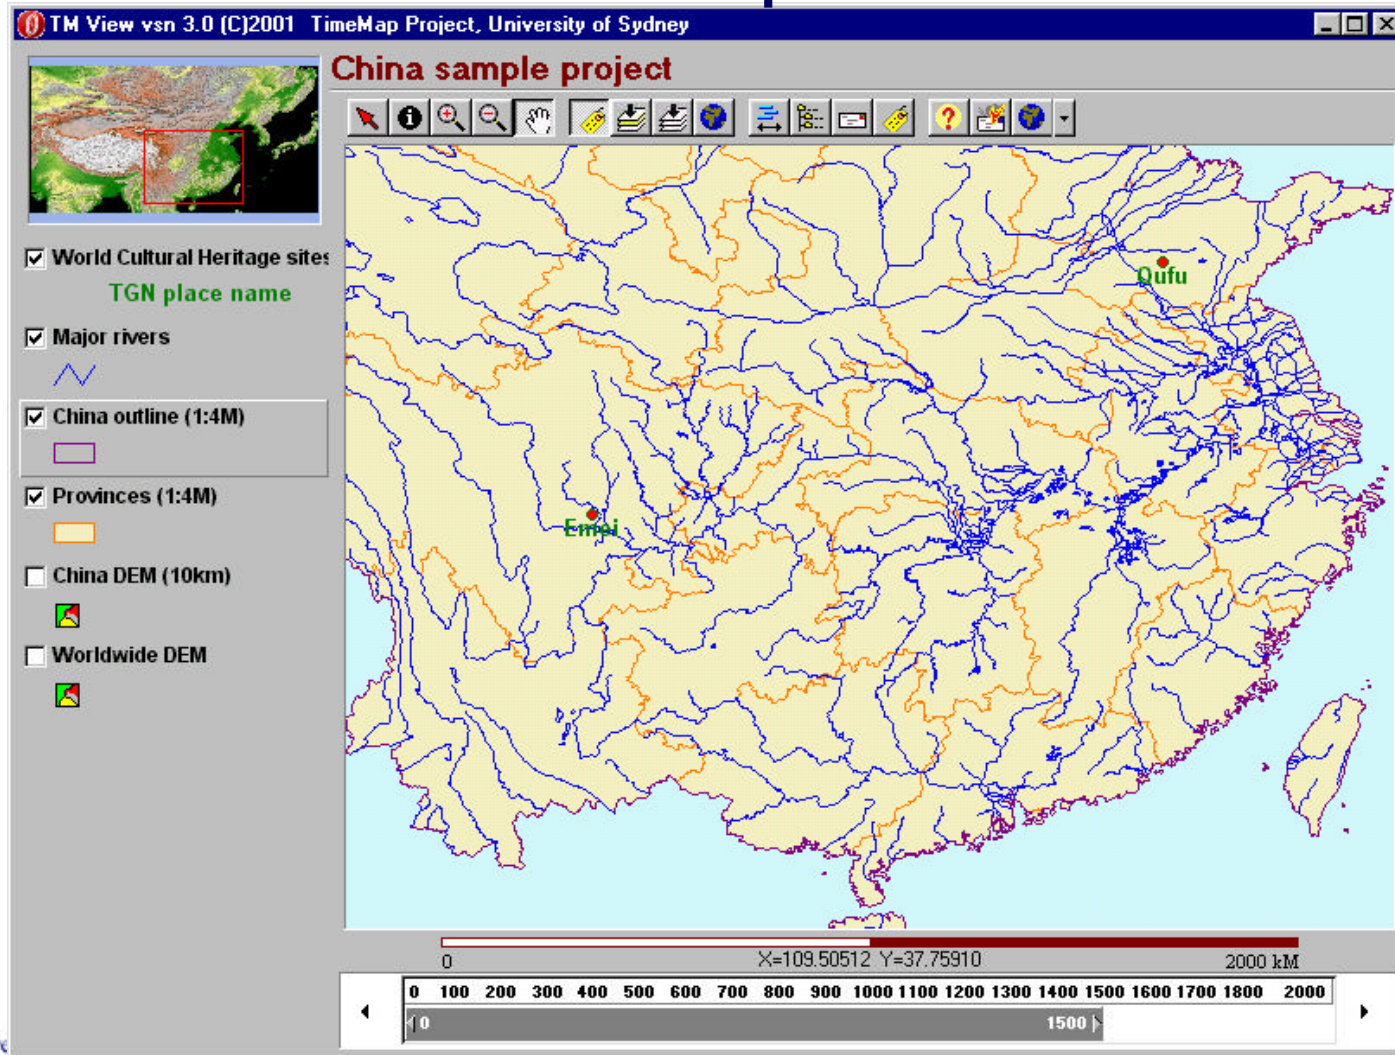 TM View vsn 3.0 (C)2001 TimeMap Project, University of Sydney
China sample project
World Cultural Heritage sites
TGN place name
Major rivers
China outline (1:4M)
Provinces (1:4M)
China DEM (10km)
Worldwide DEM
Qufu
Emei
0 X=109.50512 Y=37.75910 2000 kM
0 100 200 300 400 500 600 700 800 900 1000 1100 1200 1300 1400 1500 1600 1700 1800 2000
0 1500